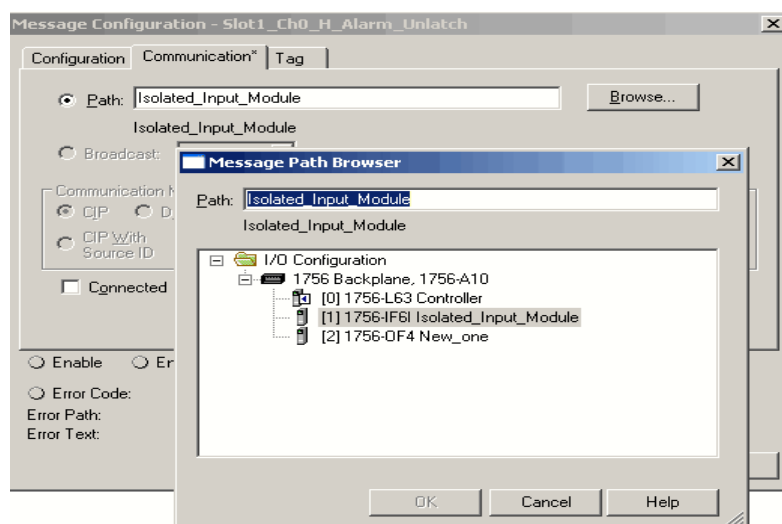 Message Configuration - Slot1_Ch0_H_Alarm_Unlatch
Configuration Communication* Tag
Path: Isolated_Input_Module Browse...
Isolated_Input_Module
Broadcast:
Message Path Browser
Communication
Path: Isolated_Input_Module
CIP D
Isolated_Input_Module
CIP With
Source ID
I/O Configuration
1756 Backplane, 1756-A10
Connected
[0] 1756-L63 Controller
[1] 1756-IF6I Isolated_Input_Module
[2] 1756-OF4 New_one
Enable Er
Error Code:
Error Path:
Error Text:
OK Cancel Help